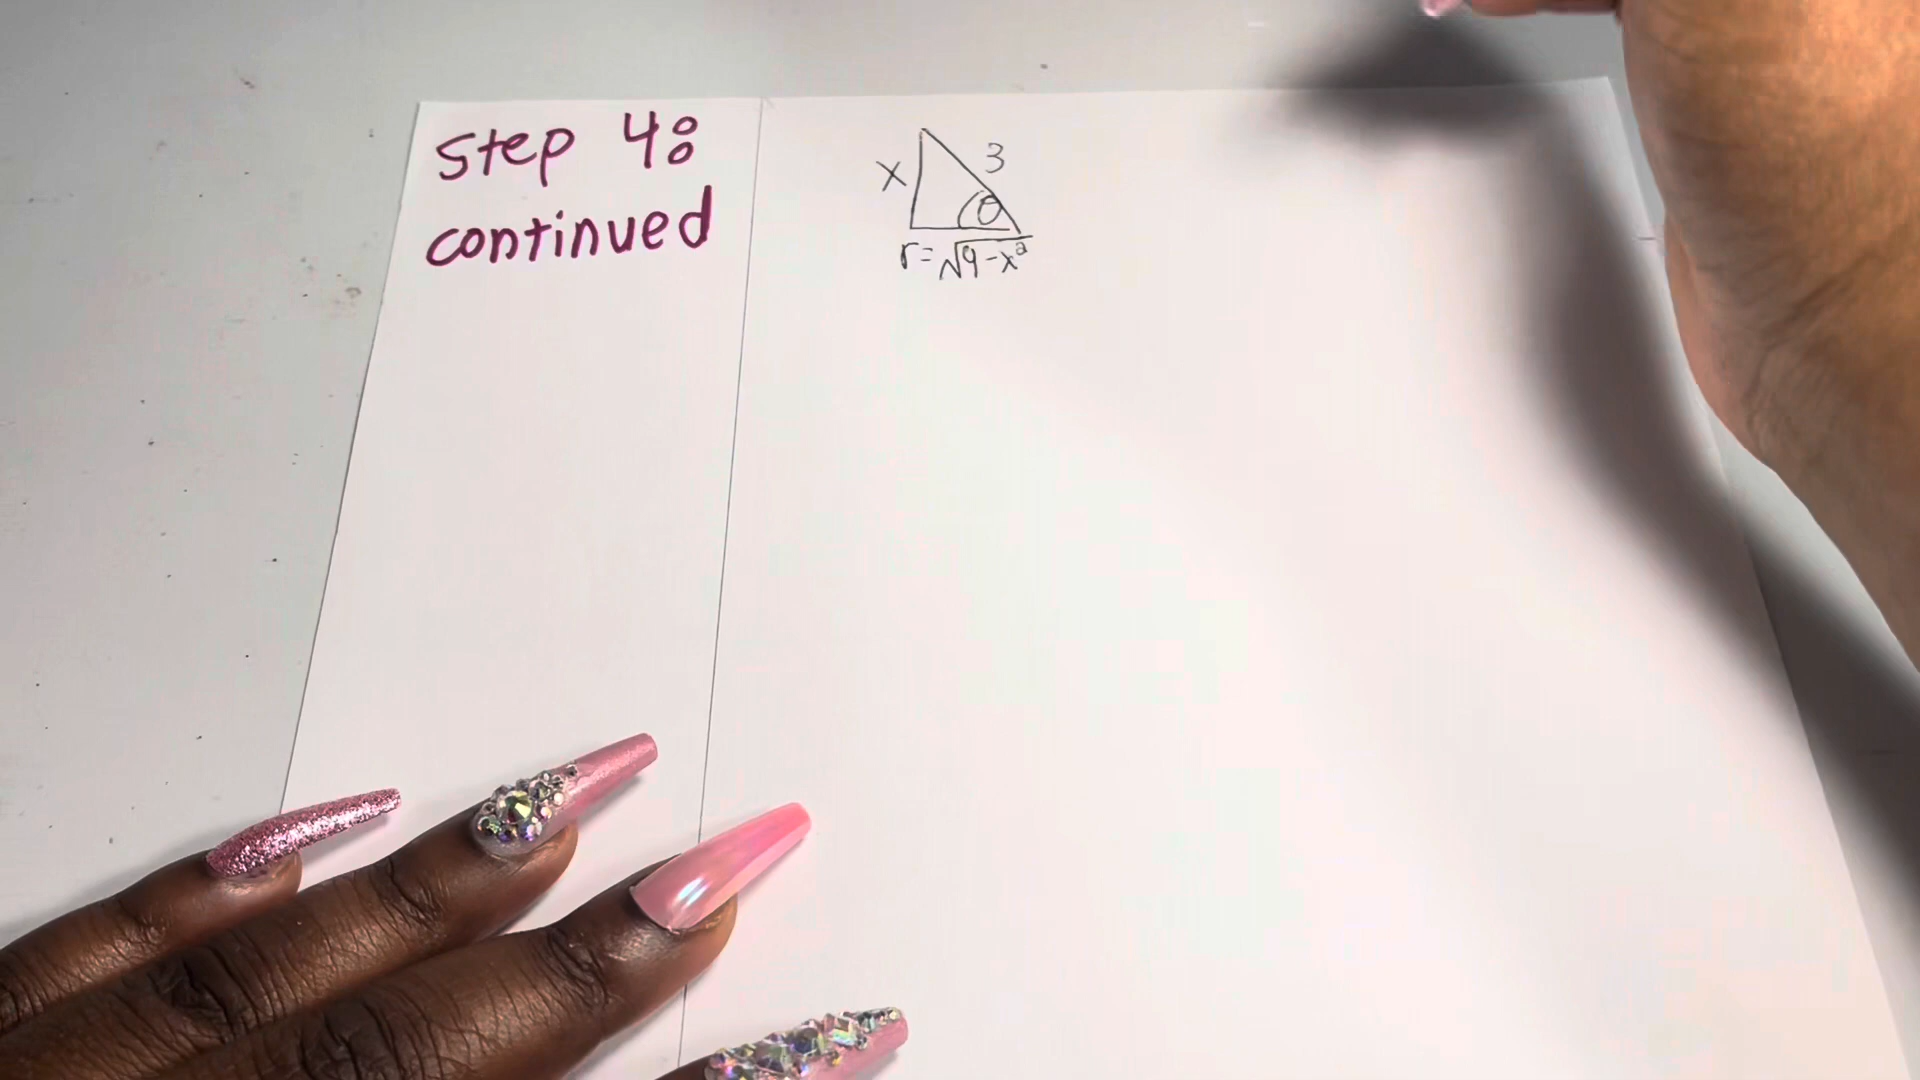 Step 4:
continued
x
3
θ
r=√9-x²